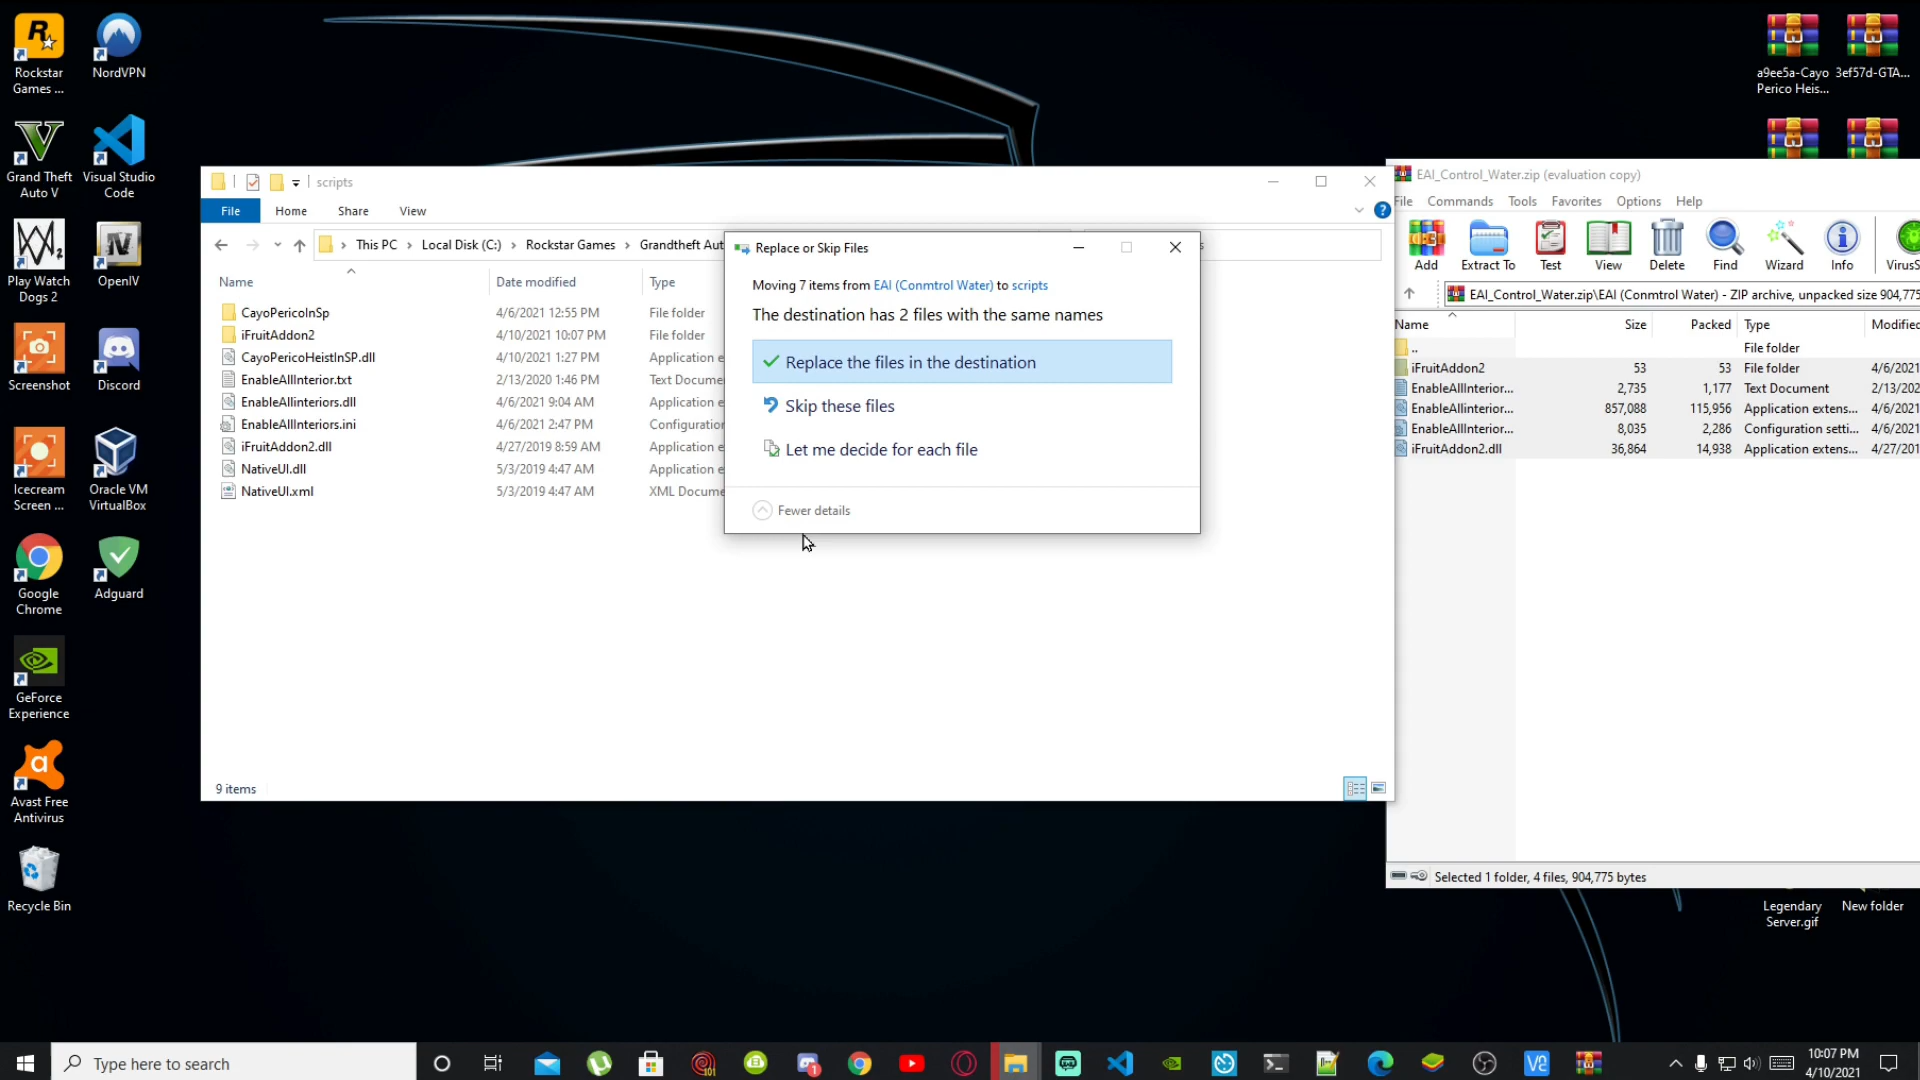 Rockstar
Games ...
NordVPN
Grand Theft
Auto V
Visual Studio
Code
Play Watch
Dogs 2
OpenIV
Screenshot
Discord
Icecream
Screen ...
Oracle VM
VirtualBox
Google
Chrome
Adguard
GeForce
Experience
Avast Free
Antivirus
Recycle Bin
a9ee5a-Cayo
Perico Heis...
3ef57d-GTA...
scripts
File
Home
Share
View
This PC
Local Disk (C:)
Rockstar Games
Grandtheft Aut
Name
Date modified
Type
CayoPericoInSp 4/6/2021 12:55 PM File folder
iFruitAddon2 4/10/2021 10:07 PM File folder
CayoPericoHeistInSP.dll 4/10/2021 1:27 PM Application e
EnableAllInterior.txt 2/13/2020 1:46 PM Text Docume
EnableAllinteriors.dll 4/6/2021 9:04 AM Application e
EnableAllInteriors.ini 4/6/2021 2:47 PM Configuration
iFruitAddon2.dll 4/27/2019 8:59 AM Application e
NativeUI.dll 5/3/2019 4:47 AM Application e
NativeUI.xml 5/3/2019 4:47 AM XML Docume
9 items
Replace or Skip Files
Moving 7 items from EAI (Conmtrol Water) to scripts
The destination has 2 files with the same names
Replace the files in the destination
Skip these files
Let me decide for each file
Fewer details
EAI_Control_Water.zip (evaluation copy)
File Commands Tools Favorites Options Help
Add Extract To Test View Delete Find Wizard Info VirusS
EAI_Control_Water.zip\EAI (Conmtrol Water) - ZIP archive, unpacked size 904,775
Name Size Packed Type Modified
.. File folder
iFruitAddon2 53 53 File folder 4/6/2021
EnableAllInterior... 2,735 1,177 Text Document 2/13/202
EnableAllinterior... 857,088 115,956 Application extens... 4/6/2021
EnableAllInterior... 8,035 2,286 Configuration setti... 4/6/2021
iFruitAddon2.dll 36,864 14,938 Application extens... 4/27/201
Selected 1 folder, 4 files, 904,775 bytes
Legendary
Server.gif
New folder
Type here to search
10:07 PM
4/10/2021